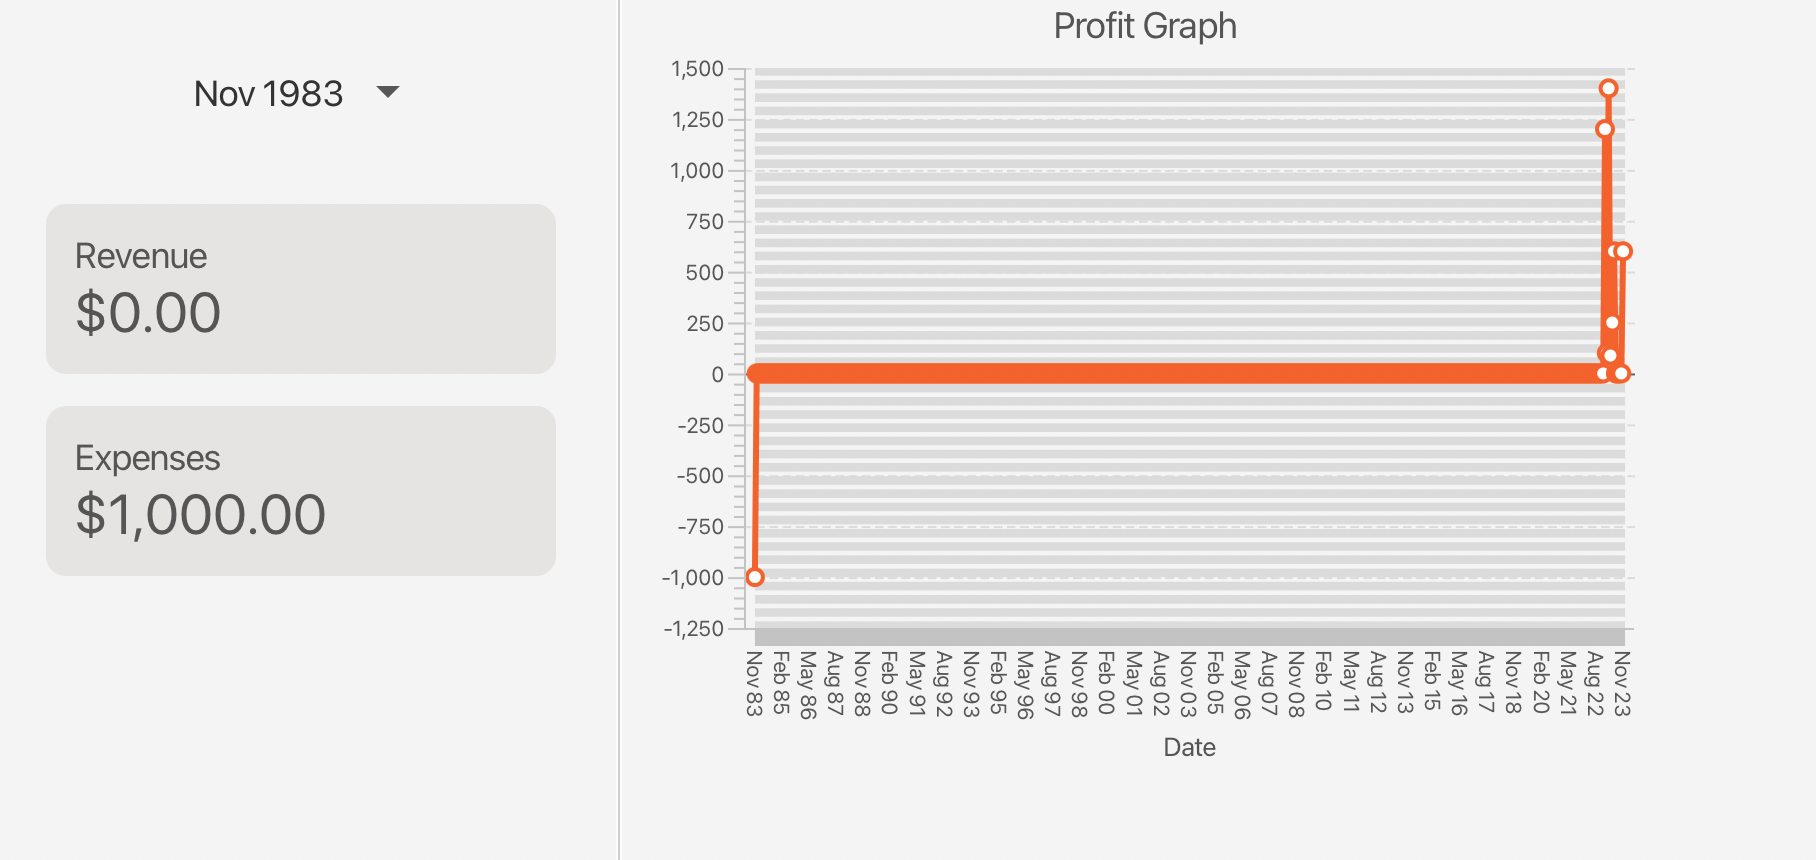 Nov 1983
Revenue
$0.00
Expenses
$1,000.00
Profit Graph
1,500
1,250
1,000
750
500
250
0
-250
-500
-750
-1,000
-1,250
Nov 83
Feb 85
May 86
Aug 87
Nov 88
Feb 90
May 91
Aug 92
Nov 93
Feb 95
May 96
Aug 97
Nov 98
Feb 00
May 01
Aug 02
Nov 03
Feb 05
May 06
Aug 07
Nov 08
Feb 10
May 11
Aug 12
Nov 13
Feb 15
May 16
Aug 17
Nov 18
Feb 20
May 21
Aug 22
Nov 23
Date